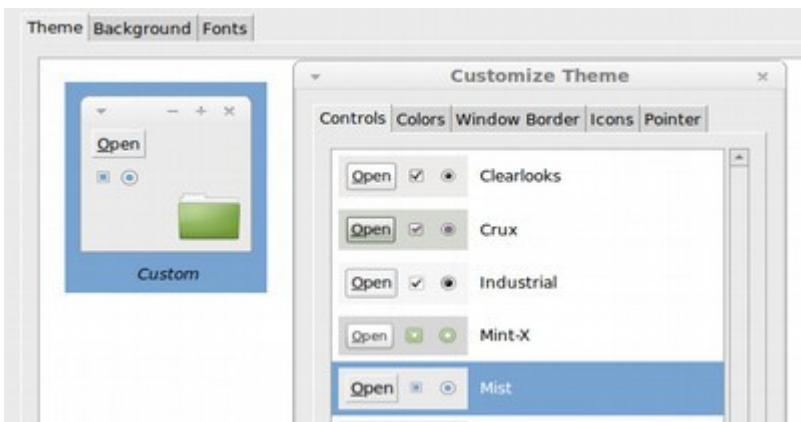 Theme Background Fonts
Customize Theme
Open
Custom
Controls Colors Window Border Icons Pointer
Open Clearlooks
Open Crux
Open Industrial
Open Mint-X
Open Mist